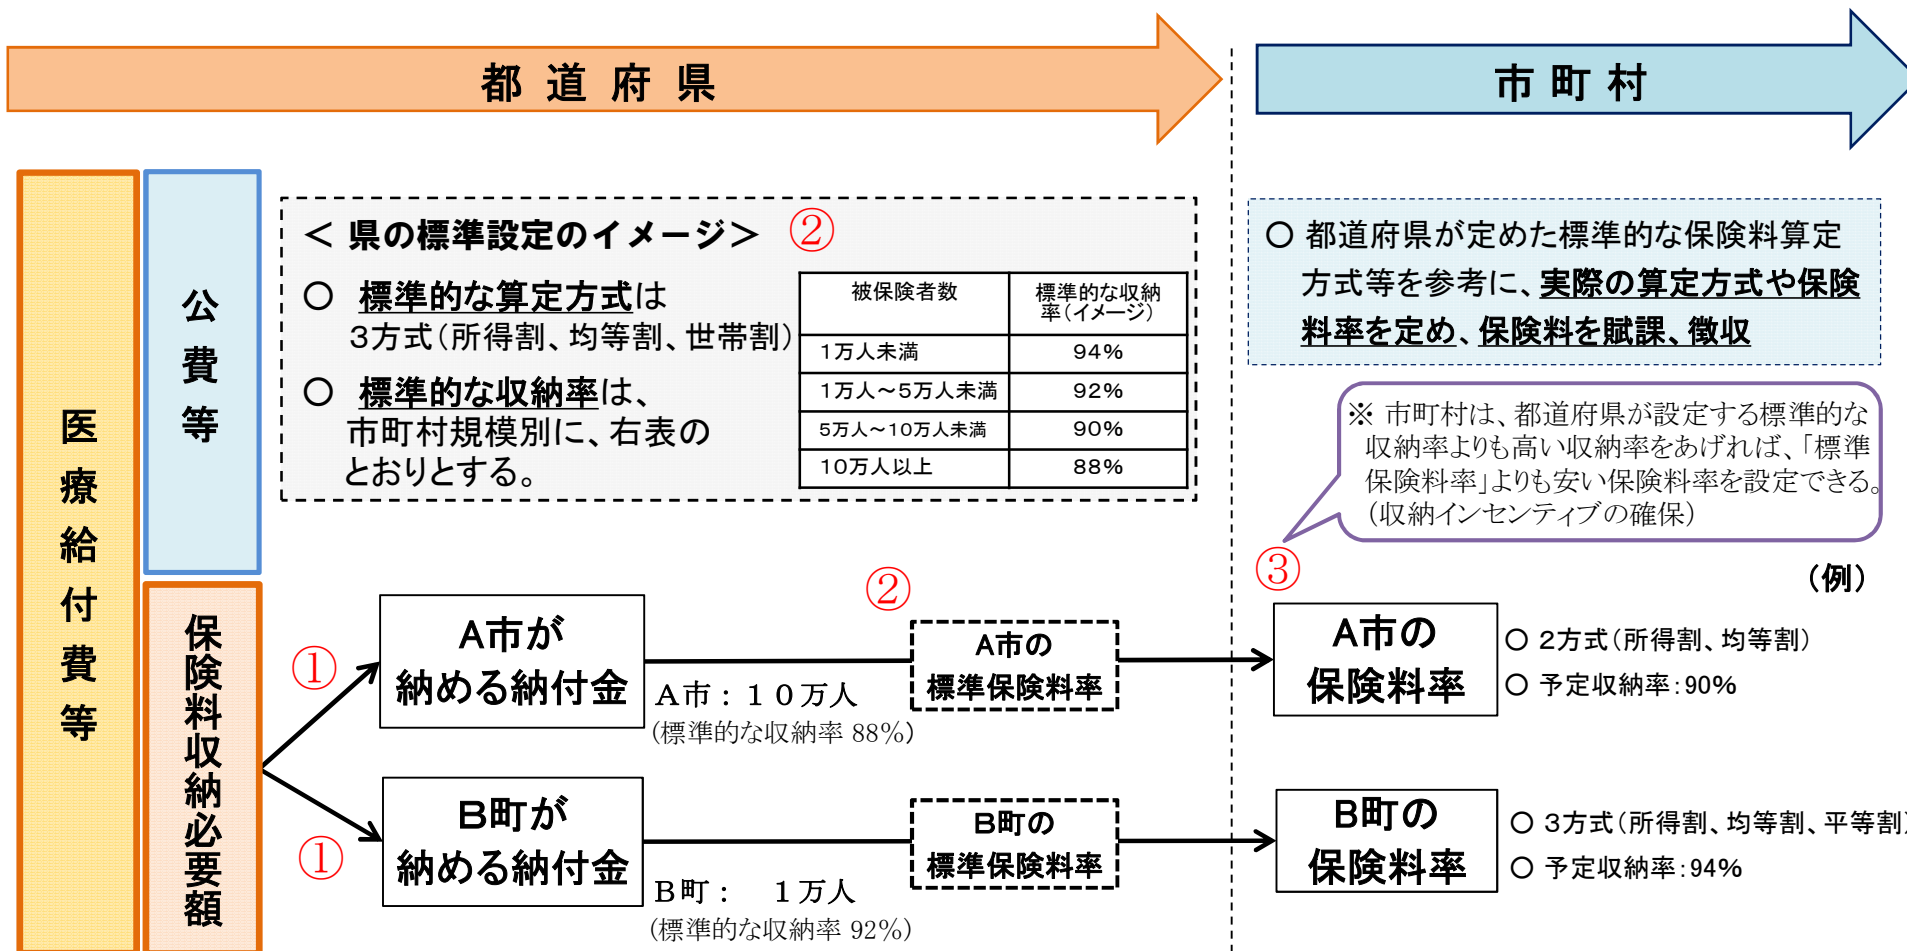 都道府県
市町村
医療給付費等
公費等
保険料収納必要額
＜ 県の標準設定のイメージ＞ ②
○ 標準的な算定方式は
3方式(所得割、均等割、世帯割)
○ 標準的な収納率は、
市町村規模別に、右表の
とおりとする。
被保険者数
標準的な収納
率(イメージ)
1万人未満 94%
1万人～5万人未満 92%
5万人～10万人未満 90%
10万人以上 88%
○ 都道府県が定めた標準的な保険料算定
方式等を参考に、実際の算定方式や保険
料率を定め、保険料を賦課、徴収
※ 市町村は、都道府県が設定する標準的な
収納率よりも高い収納率をあげれば、「標準
保険料率」よりも安い保険料率を設定できる。
(収納インセンティブの確保)
③
(例)
①
A市が
納める納付金
A市： １０万人
(標準的な収納率 88%)
②
A市の
標準保険料率
A市の
保険料率
○ 2方式(所得割、均等割)
○ 予定収納率：90%
①
B町が
納める納付金
B町： １万人
(標準的な収納率 92%)
B町の
標準保険料率
B町の
保険料率
○ 3方式(所得割、均等割、平等割)
○ 予定収納率：94%